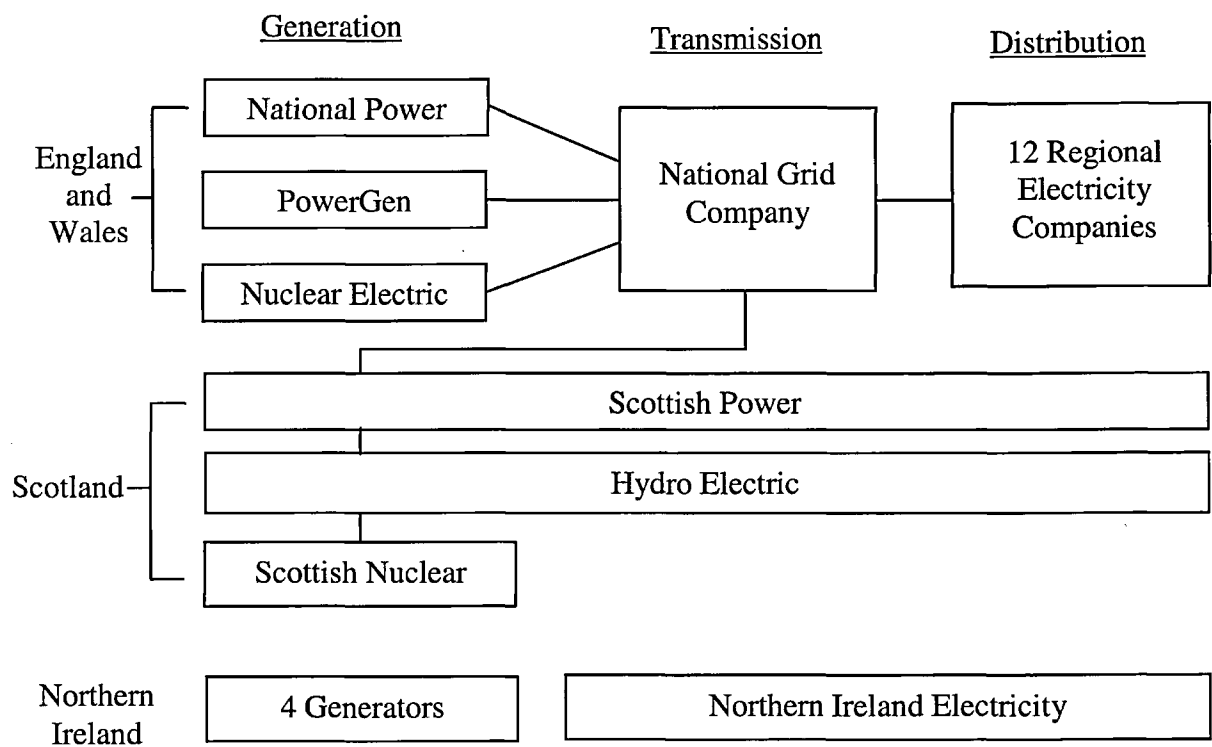 Generation
Transmission
Distribution
England
and
Wales
National Power
PowerGen
Nuclear Electric
National Grid
Company
12 Regional
Electricity
Companies
Scotland
Scottish Power
Hydro Electric
Scottish Nuclear
Northern
Ireland
4 Generators
Northern Ireland Electricity